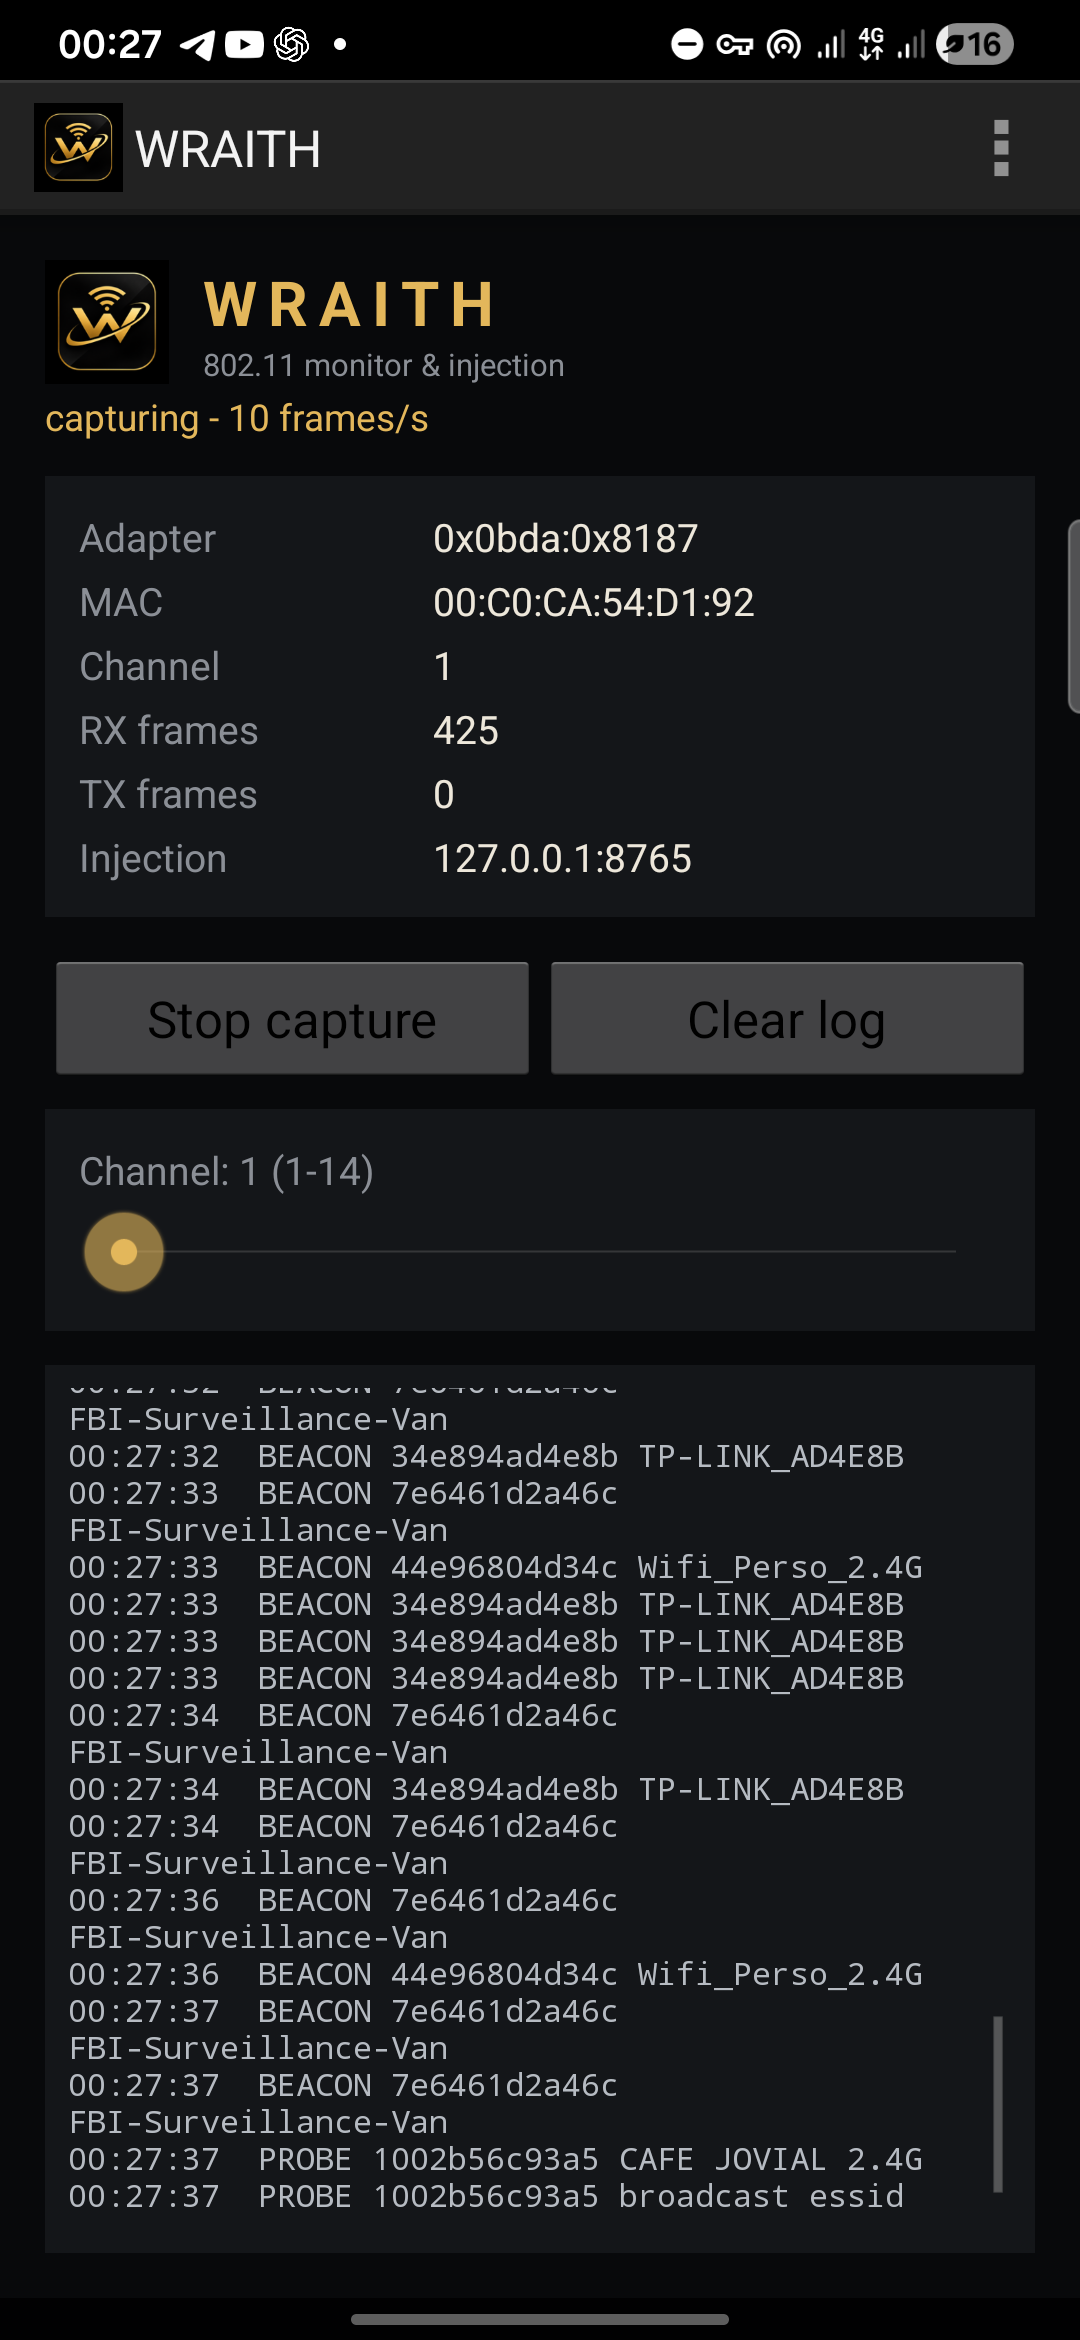 00:27
4G
16
WRAITH
WRAITH
802.11 monitor & injection
capturing - 10 frames/s
Adapter 0x0bda:0x8187
MAC 00:C0:CA:54:D1:92
Channel 1
RX frames 425
TX frames 0
Injection 127.0.0.1:8765
Stop capture Clear log
Channel: 1 (1-14)
00:27:32 BEACON 7e6461d2a46c
FBI-Surveillance-Van
00:27:32 BEACON 34e894ad4e8b TP-LINK_AD4E8B
00:27:33 BEACON 7e6461d2a46c
FBI-Surveillance-Van
00:27:33 BEACON 44e96804d34c Wifi_Perso_2.4G
00:27:33 BEACON 34e894ad4e8b TP-LINK_AD4E8B
00:27:33 BEACON 34e894ad4e8b TP-LINK_AD4E8B
00:27:33 BEACON 34e894ad4e8b TP-LINK_AD4E8B
00:27:34 BEACON 7e6461d2a46c
FBI-Surveillance-Van
00:27:34 BEACON 34e894ad4e8b TP-LINK_AD4E8B
00:27:34 BEACON 7e6461d2a46c
FBI-Surveillance-Van
00:27:36 BEACON 7e6461d2a46c
FBI-Surveillance-Van
00:27:36 BEACON 44e96804d34c Wifi_Perso_2.4G
00:27:37 BEACON 7e6461d2a46c
FBI-Surveillance-Van
00:27:37 BEACON 7e6461d2a46c
FBI-Surveillance-Van
00:27:37 PROBE 1002b56c93a5 CAFE JOVIAL 2.4G
00:27:37 PROBE 1002b56c93a5 broadcast essid